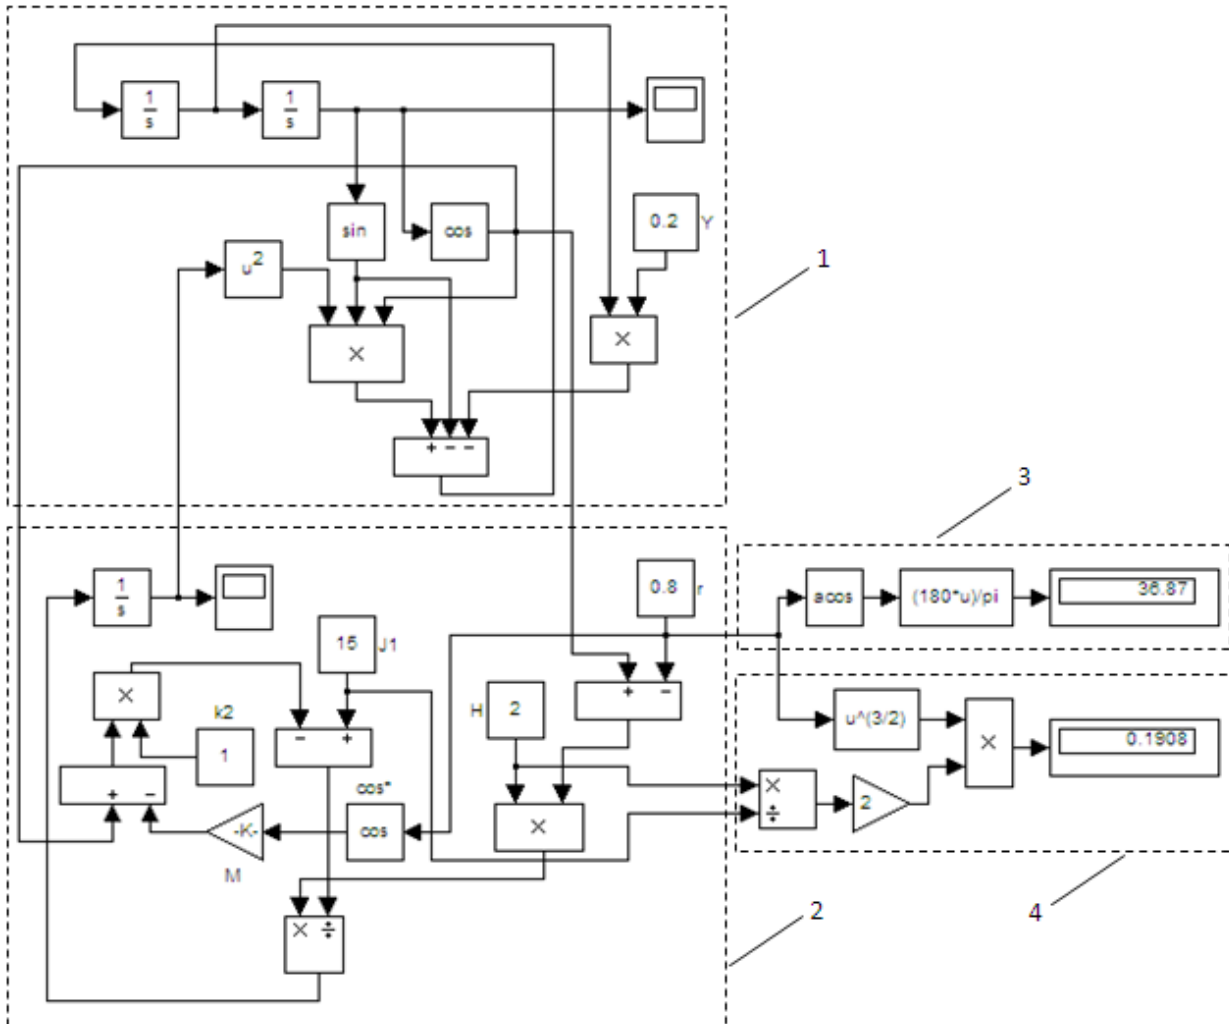 1
s
1
s
sin
cos
0.2
Y
u²
×
×
+ − −
1
3
1
s
0.8
r
acos
(180*u)/pi
36.87
15
J1
×
k2
1
− +
H
2
+ −
u^(3/2)
×
0.1908
+ −
cos*
cos
-K-
M
×
×
÷
2
× ÷
2
4